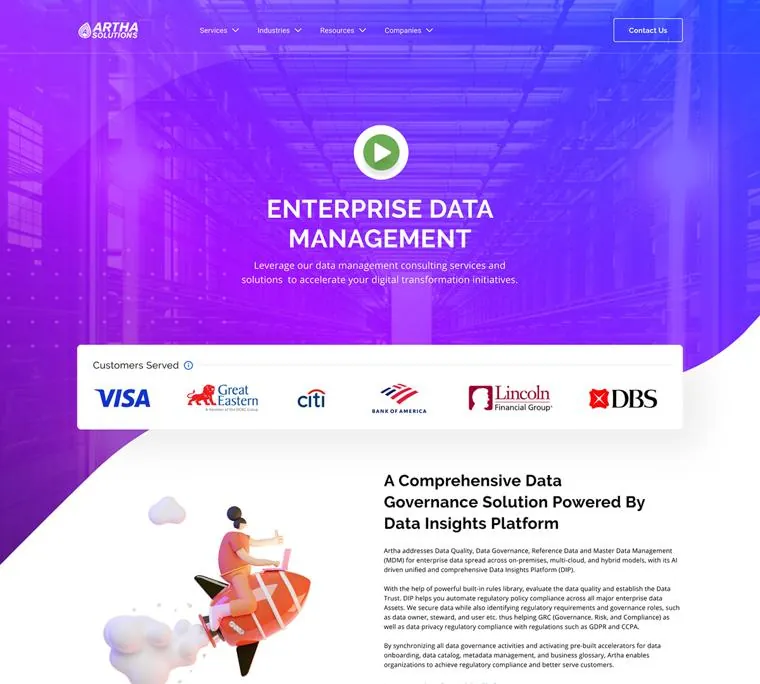 ARTHA
SOLUTIONS
Services
Industries
Resources
Companies
Contact Us
ENTERPRISE DATA
MANAGEMENT
Leverage our data management consulting services and
solutions to accelerate your digital transformation initiatives.
Customers Served
VISA
Great
Eastern
A member of the OCBC Group
citi
BANK OF AMERICA
Lincoln
Financial Group®
DBS
A Comprehensive Data
Governance Solution Powered By
Data Insights Platform
Artha addresses Data Quality, Data Governance, Reference Data and Master Data Management
(MDM) for enterprise data spread across on-premises, multi-cloud, and hybrid models, with its AI
driven unified and comprehensive Data Insights Platform (DIP).
With the help of powerful built-in rules library, evaluate the data quality and establish the Data
Trust. DIP helps you automate regulatory policy compliance across all major enterprise data
Assets. We secure data while also identifying regulatory requirements and governance roles, such
as data owner, steward, and user etc. thus helping GRC (Governance, Risk, and Compliance) as
well as data privacy regulatory compliance with regulations such as GDPR and CCPA.
By synchronizing all data governance activities and activating pre-built accelerators for data
onboarding, data catalog, metadata management, and business glossary, Artha enables
organizations to achieve regulatory compliance and better serve customers.